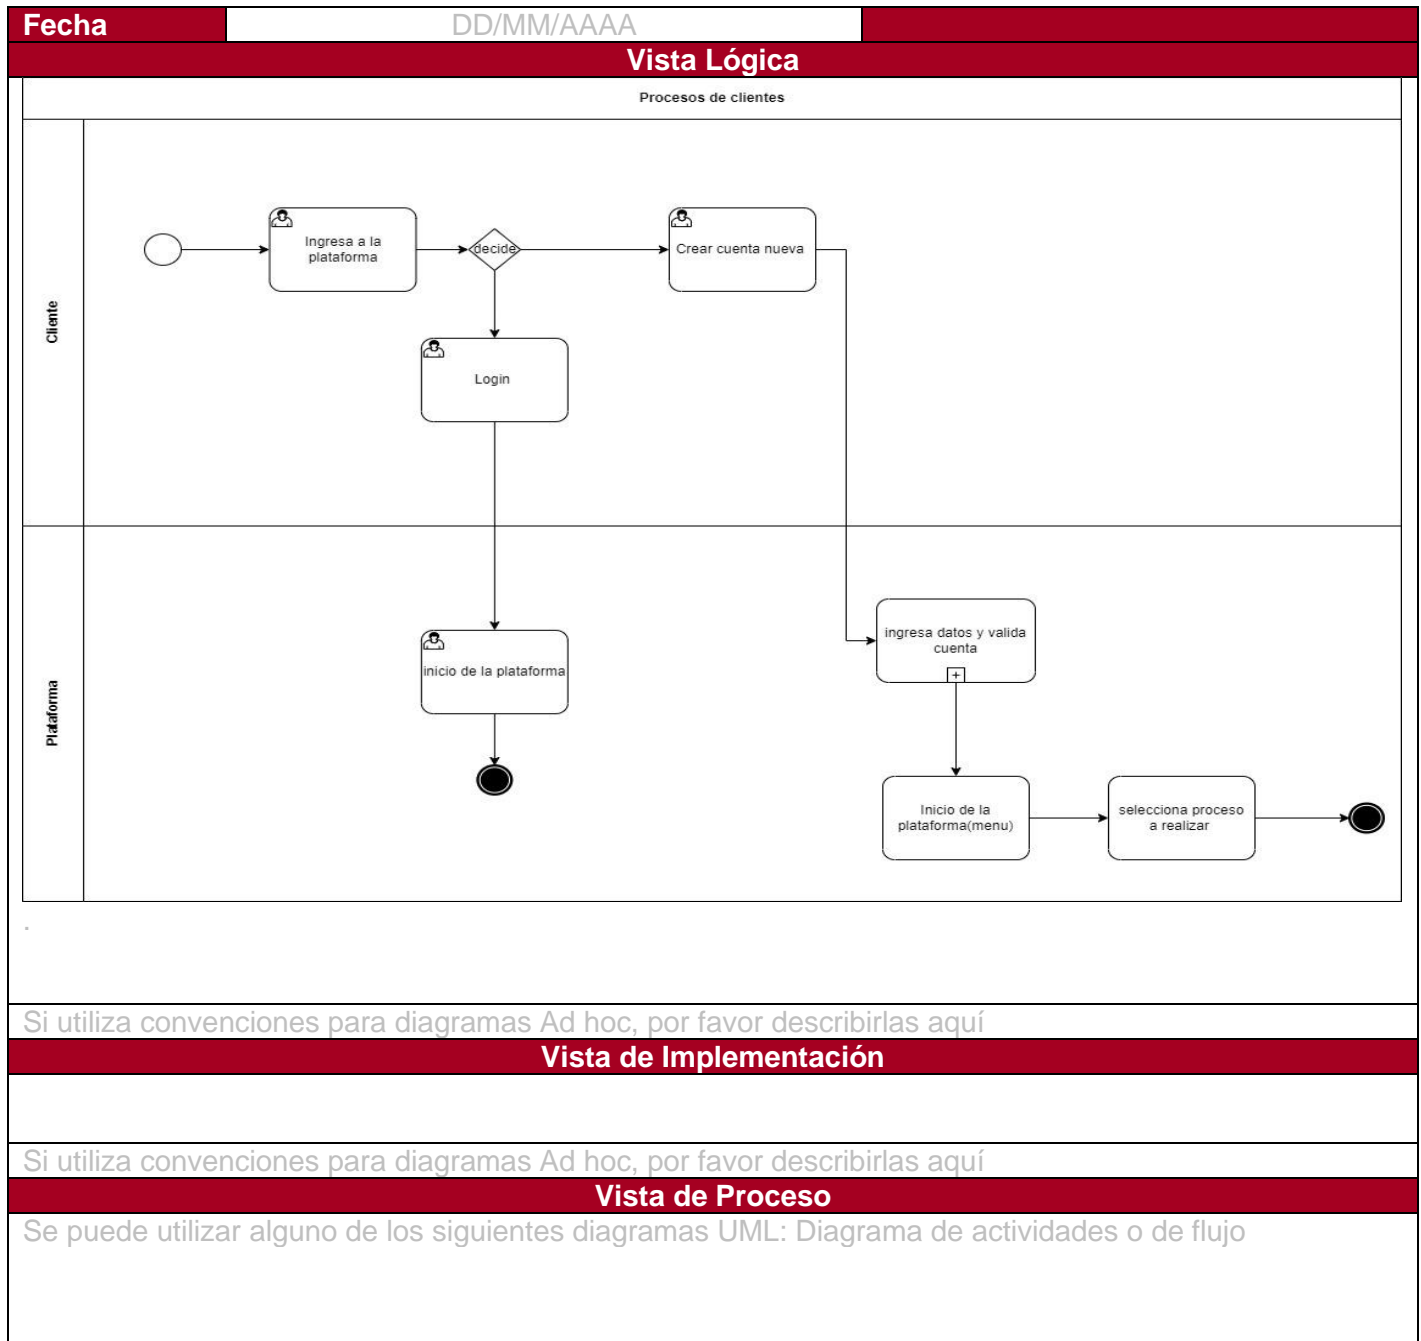 Fecha
DD/MM/AAAA
Vista Lógica
Procesos de clientes
Cliente
Ingresa a la
plataforma
decide
Crear cuenta nueva
Login
Plataforma
inicio de la plataforma
ingresa datos y valida
cuenta
Inicio de la
plataforma(menu)
selecciona proceso
a realizar
.
Si utiliza convenciones para diagramas Ad hoc, por favor describirlas aquí
Vista de Implementación
Si utiliza convenciones para diagramas Ad hoc, por favor describirlas aquí
Vista de Proceso
Se puede utilizar alguno de los siguientes diagramas UML: Diagrama de actividades o de flujo